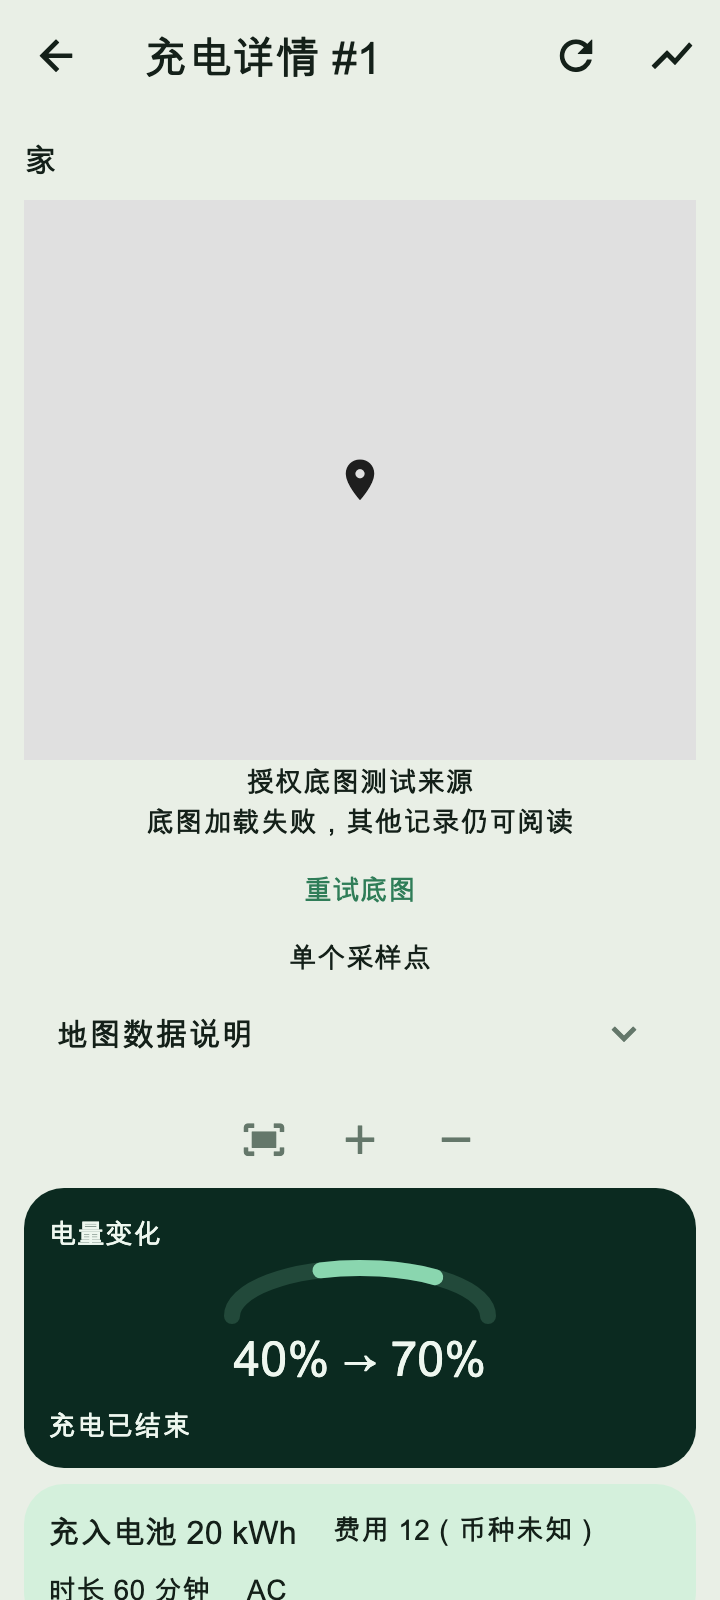 充电详情 #1
家
授权底图测试来源
底图加载失败，其他记录仍可阅读
重试底图
单个采样点
地图数据说明
电量变化
40% → 70%
充电已结束
充入电池 20 kWh 费用 12（币种未知）
时长 60 分钟 AC